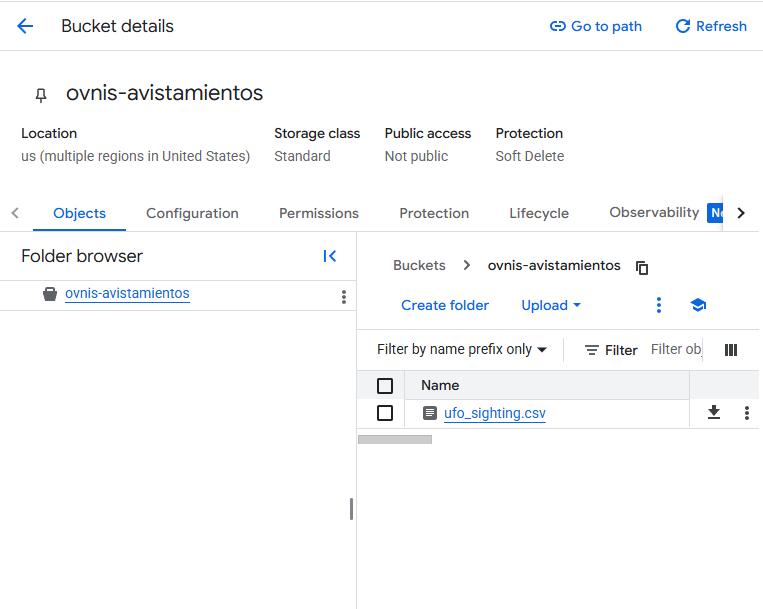 Bucket details
Go to path
Refresh
ovnis-avistamientos
Location
us (multiple regions in United States)
Storage class
Standard
Public access
Not public
Protection
Soft Delete
Objects
Configuration
Permissions
Protection
Lifecycle
Observability
Folder browser
ovnis-avistamientos
Buckets
ovnis-avistamientos
Create folder
Upload
Filter by name prefix only
Filter
Filter
Name
ufo_sighting.csv